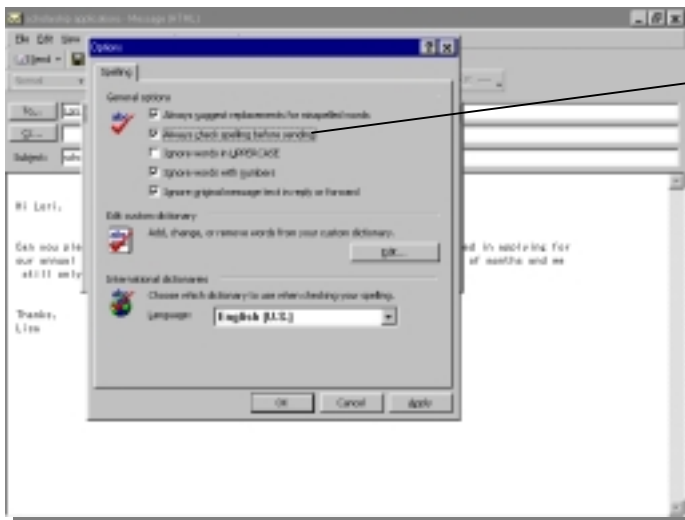 scholarship applications - Message (HTML)
File Edit View
Send
Normal
To... Lori
Cc...
Subject: scho
Options
Spelling
General options
Always suggest replacements for misspelled words
Always check spelling before sending
Ignore words in UPPERCASE
Ignore words with numbers
Ignore original message text in reply or forward
Edit custom dictionary
Add, change, or remove words from your custom dictionary.
Edit...
International dictionaries
Choose which dictionary to use when checking your spelling.
Language: English (U.S.)
OK Cancel Apply
Hi Lori,
Can you ple ed in applying for
our annual of months and we
still only
Thanks,
Lisa